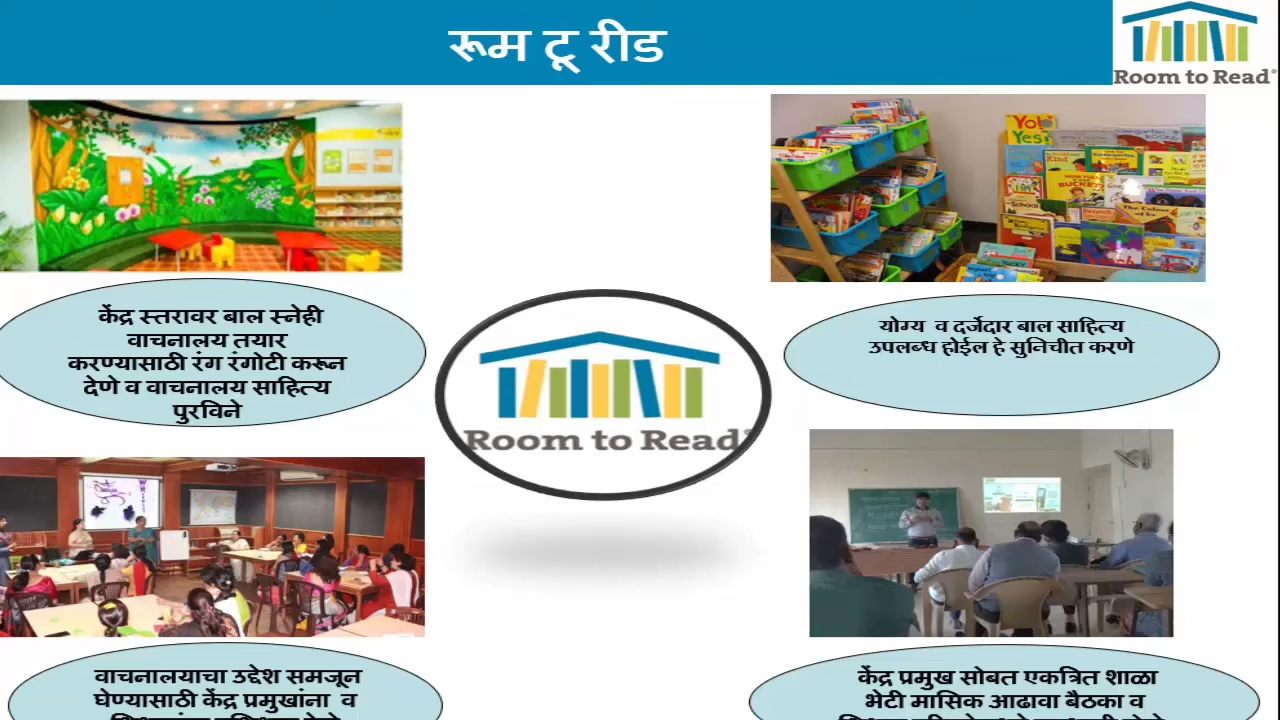 रूम टू रीड
Room to Read
केंद्र स्तरावर बाल स्नेही
वाचनालय तयार
करण्यासाठी रंग रंगोटी करून
देणे व वाचनालय साहित्य
पुरविने
योग्य व दर्जेदार बाल साहित्य
उपलब्ध होईल हे सुनिचीत करणे
Yes!
Room to Read
वाचनालयाचा उद्देश समजून
घेण्यासाठी केंद्र प्रमुखांना व
केंद्र प्रमुख सोबत एकत्रित शाळा
भेटी मासिक आढावा बैठका व